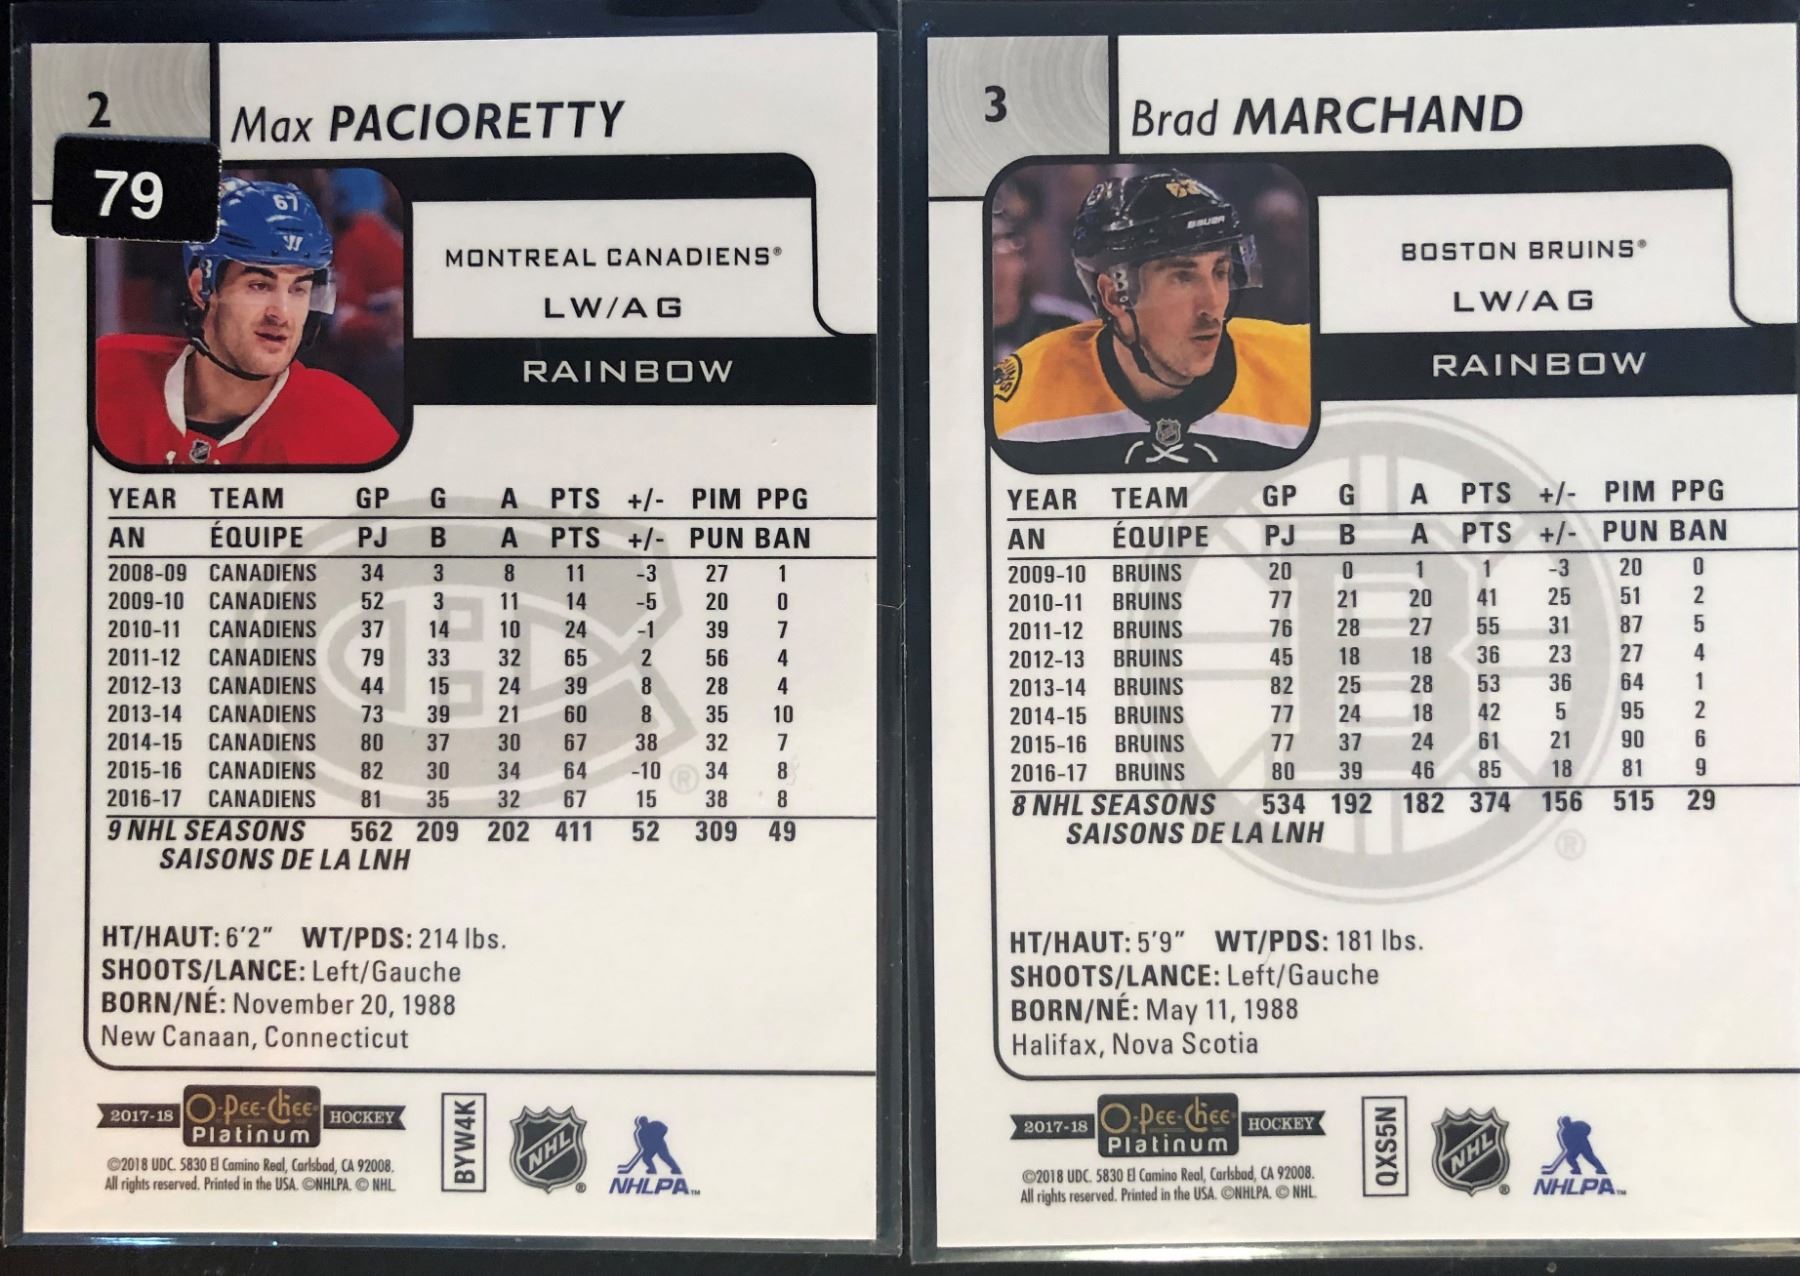 2
79
Max PACIORETTY
67
MONTREAL CANADIENS®
LW/AG
RAINBOW
YEAR TEAM GP G A PTS +/- PIM PPG
AN ÉQUIPE PJ B A PTS +/- PUN BAN
2008-09 CANADIENS 34 3 8 11 -3 27 1
2009-10 CANADIENS 52 3 11 14 -5 20 0
2010-11 CANADIENS 37 14 10 24 -1 39 7
2011-12 CANADIENS 79 33 32 65 2 56 4
2012-13 CANADIENS 44 15 24 39 8 28 4
2013-14 CANADIENS 73 39 21 60 8 35 10
2014-15 CANADIENS 80 37 30 67 38 32 7
2015-16 CANADIENS 82 30 34 64 -10 34 8
2016-17 CANADIENS 81 35 32 67 15 38 8
9 NHL SEASONS 562 209 202 411 52 309 49
SAISONS DE LA LNH
HT/HAUT: 6'2" WT/PDS: 214 lbs.
SHOOTS/LANCE: Left/Gauche
BORN/NÉ: November 20, 1988
New Canaan, Connecticut
2017-18 O-Pee-Chee HOCKEY
Platinum
BYW4K
NHL
NHLPA™
©2018 UDC. 5830 El Camino Real, Carlsbad, CA 92008.
All rights reserved. Printed in the USA. ©NHLPA. © NHL.
3
Brad MARCHAND
63
BAUER
BOSTON BRUINS®
LW/AG
RAINBOW
YEAR TEAM GP G A PTS +/- PIM PPG
AN ÉQUIPE PJ B A PTS +/- PUN BAN
2009-10 BRUINS 20 0 1 1 -3 20 0
2010-11 BRUINS 77 21 20 41 25 51 2
2011-12 BRUINS 76 28 27 55 31 87 5
2012-13 BRUINS 45 18 18 36 23 27 4
2013-14 BRUINS 82 25 28 53 36 64 1
2014-15 BRUINS 77 24 18 42 5 95 2
2015-16 BRUINS 77 37 24 61 21 90 6
2016-17 BRUINS 80 39 46 85 18 81 9
8 NHL SEASONS 534 192 182 374 156 515 29
SAISONS DE LA LNH
HT/HAUT: 5'9" WT/PDS: 181 lbs.
SHOOTS/LANCE: Left/Gauche
BORN/NÉ: May 11, 1988
Halifax, Nova Scotia
2017-18 O-Pee-Chee HOCKEY
Platinum
QXS5N
NHL
NHLPA™
©2018 UDC. 5830 El Camino Real, Carlsbad, CA 92008.
All rights reserved. Printed in the USA. ©NHLPA. © NHL.